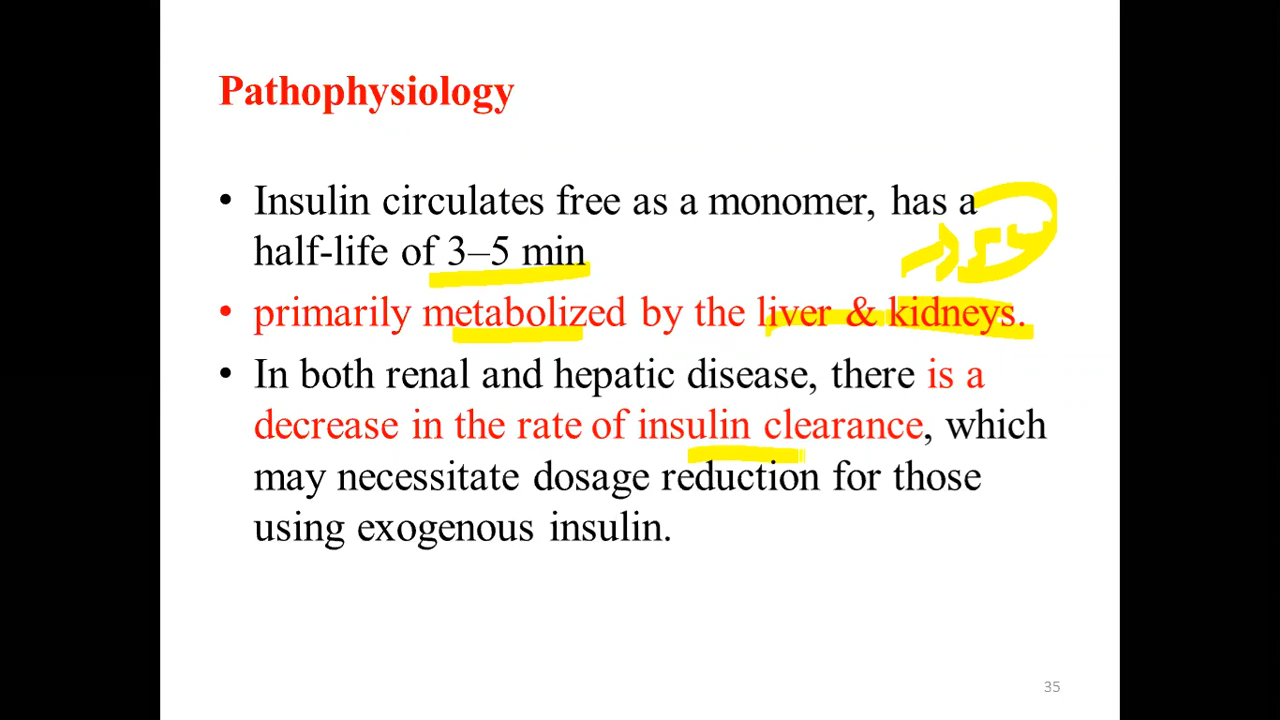 Pathophysiology
• Insulin circulates free as a monomer, has a
half-life of 3–5 min
• primarily metabolized by the liver & kidneys.
• In both renal and hepatic disease, there is a
decrease in the rate of insulin clearance, which
may necessitate dosage reduction for those
using exogenous insulin.
35